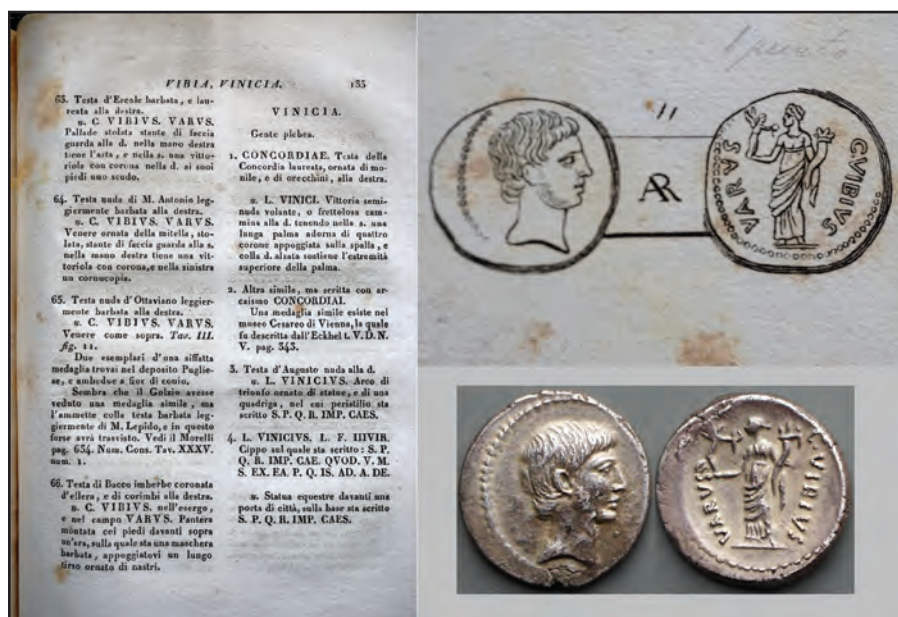 VIBIA, VINICIA. 135
63. Testa d'Ercole barbata, e lau-
reata alla destra.
ꝶ. C. VIBIVS. VARVS.
Pallade stolata stante di faccia
guarda alla d. nella mano destra
tiene l'asta, e nella s. una vitto-
riola con corona nella d. ai suoi
piedi uno scudo.
64. Testa nuda di M. Antonio leg-
giermente barbata alla destra.
ꝶ. C. VIBIVS. VARVS.
Venere ornata della mitella, sto-
lata, stante di faccia guarda alla s.
nella mano destra tiene una vit-
toriola con corona, e nella sinistra
un cornucopia.
65. Testa nuda d'Ottaviano leggier-
mente barbata alla destra.
ꝶ. C. VIBIVS. VARVS.
Venere come sopra. Tav. III.
fig. 11.
Due esemplari d'una siffatta
medaglia trovai nel deposito Puglie-
se, e ambedue a fior di conio.
Sembra che il Golzio avesse
veduto una medaglia simile, ma
l'ammette colla testa barbata leg-
giermente di M. Lepido, e in questo
forse avrà travisto. Vedi il Morelli
pag. 654. Num. Cons. Tav. XXXV.
num. 1.
66. Testa di Bacco imberbe coronata
d'ellera, e di corimbi alla destra.
ꝶ. C. VIBIVS. nell'esergo,
e nel campo VARVS. Pantera
montata coi piedi davanti sopra
un'ara, sulla quale sta una maschera
barbata, appoggiatovi un lungo
tirso ornato di nastri.
VINICIA.
Gente plebea.
1. CONCORDIAE. Testa della
Concordia laureata, ornata di mo-
nile, e di orecchini, alla destra.
ꝶ. L. VINICI. Vittoria semi-
nuda volante, o frettolosa cam-
mina alla d. tenendo nella s. una
lunga palma adorna di quattro
corone appoggiata sulla spalla, e
colla d. alzata sostiene l'estremità
superiore della palma.
2. Altra simile, ma scritta con ar-
caismo CONCORDIAI.
Una medaglia simile esiste nel
museo Cesareo di Vienna, la quale
fu descritta dall'Eckhel t. V. D. N.
V. pag. 343.
3. Testa d'Augusto nuda alla d.
ꝶ. L. VINICIVS. Arco di
trionfo ornato di statue, e di una
quadriga, nel cui peristilio sta
scritto S. P. Q. R. IMP. CAES.
4. L. VINICIVS. L. F. IIIVIR.
Cippo sul quale sta scritto: S. P.
Q. R. IMP. CAE. QVOD. V. M.
S. EX. EA. P. Q. IS. AD. A. DE.
ꝶ. Statua equestre davanti una
porta di città, sulla base sta scritto
S. P. Q. R. IMP. CAES.
11
AR
VARVS
C·VIBIVS
VARVS
C·VIBIVS